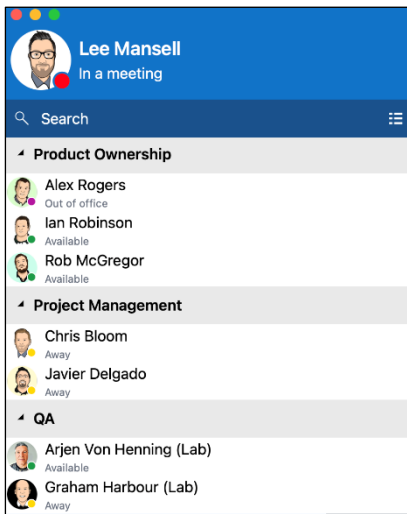 Lee Mansell
In a meeting
Search
Product Ownership
Alex Rogers
Out of office
Ian Robinson
Available
Rob McGregor
Available
Project Management
Chris Bloom
Away
Javier Delgado
Away
QA
Arjen Von Henning (Lab)
Available
Graham Harbour (Lab)
Away